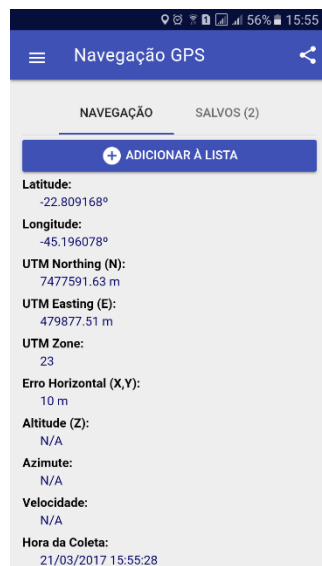 56% 15:55
Navegação GPS
NAVEGAÇÃO SALVOS (2)
ADICIONAR À LISTA
Latitude:
-22.809168º
Longitude:
-45.196078º
UTM Northing (N):
7477591.63 m
UTM Easting (E):
479877.51 m
UTM Zone:
23
Erro Horizontal (X,Y):
10 m
Altitude (Z):
N/A
Azimute:
N/A
Velocidade:
N/A
Hora da Coleta:
21/03/2017 15:55:28